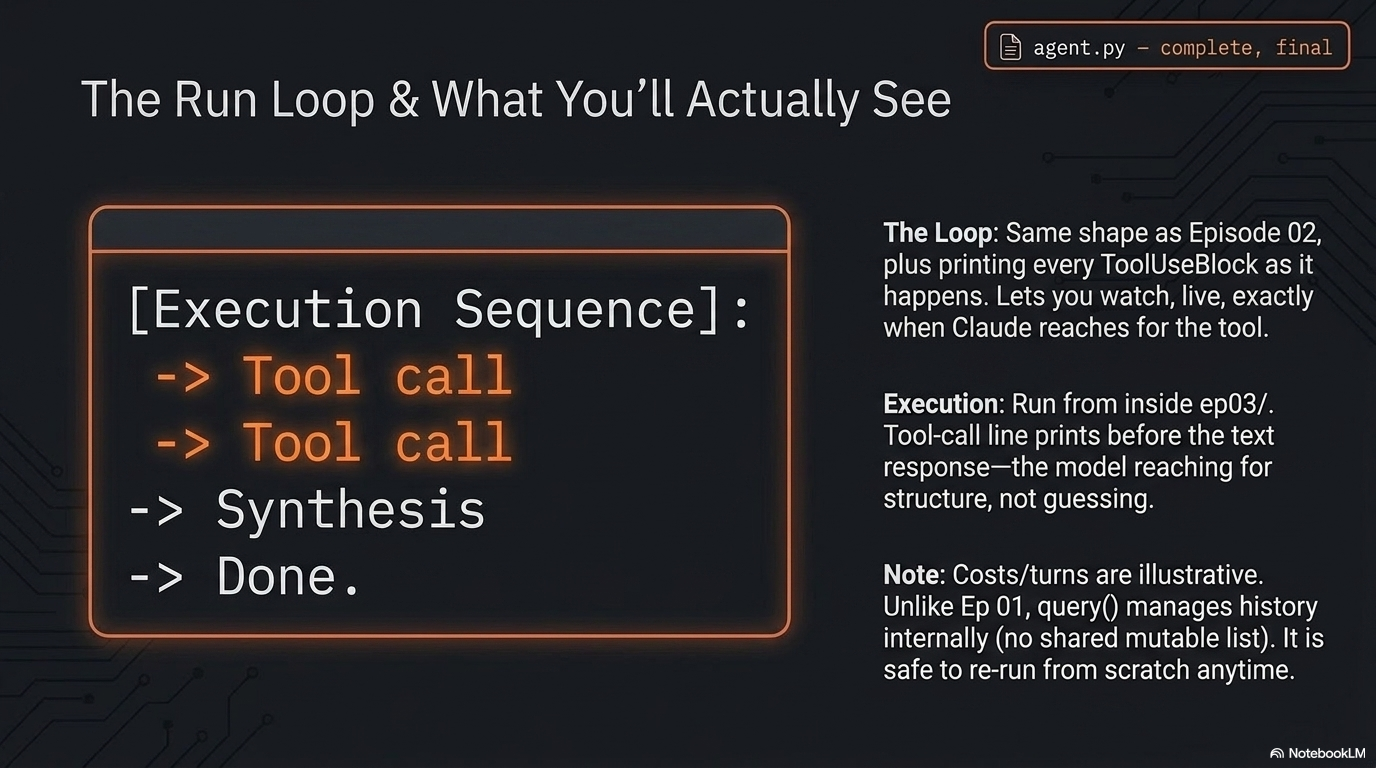 agent.py – complete, final
The Run Loop & What You’ll Actually See
[Execution Sequence]:
-> Tool call
-> Tool call
-> Synthesis
-> Done.
The Loop: Same shape as Episode 02,
plus printing every ToolUseBlock as it
happens. Lets you watch, live, exactly
when Claude reaches for the tool.
Execution: Run from inside ep03/.
Tool-call line prints before the text
response—the model reaching for
structure, not guessing.
Note: Costs/turns are illustrative.
Unlike Ep 01, query() manages history
internally (no shared mutable list). It is
safe to re-run from scratch anytime.
NotebookLM